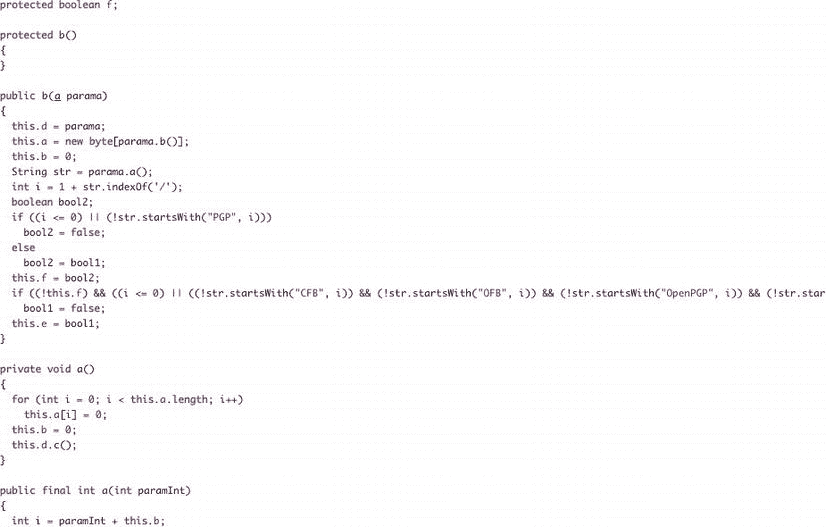 protected boolean f;
protected b()
{
}
public b(a parama)
{
this.d = parama;
this.a = new byte[parama.b()];
this.b = 0;
String str = parama.a();
int i = 1 + str.indexOf('/');
boolean bool2;
if ((i <= 0) || (!str.startsWith("PGP", i)))
bool2 = false;
else
bool2 = bool1;
this.f = bool2;
if ((!this.f) && ((i <= 0) || ((!str.startsWith("CFB", i)) && (!str.startsWith("OFB", i)) && (!str.startsWith("OpenPGP", i)) && (!str.star
bool1 = false;
this.e = bool1;
}
private void a()
{
for (int i = 0; i < this.a.length; i++)
this.a[i] = 0;
this.b = 0;
this.d.c();
}
public final int a(int paramInt)
{
int i = paramInt + this.b;